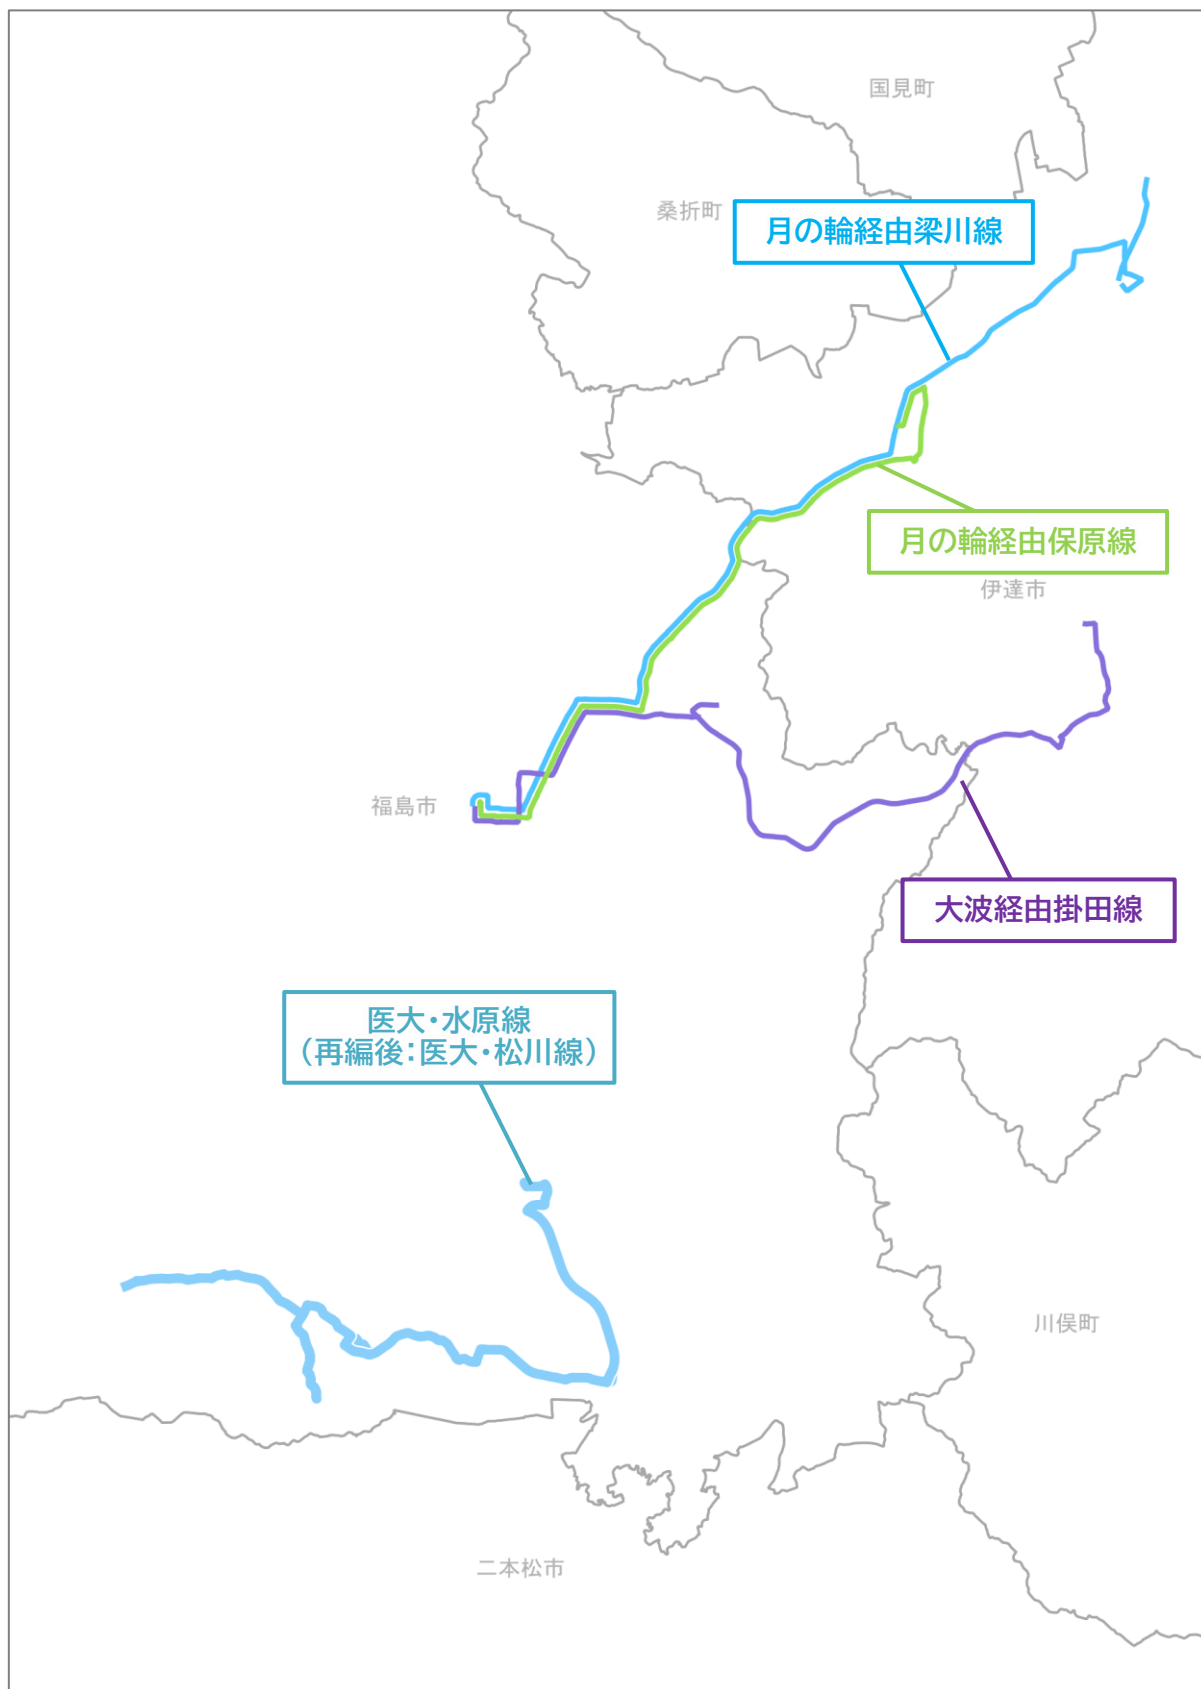 国見町
桑折町
月の輪経由梁川線
月の輪経由保原線
伊達市
福島市
大波経由掛田線
医大・水原線
（再編後：医大・松川線）
川俣町
二本松市